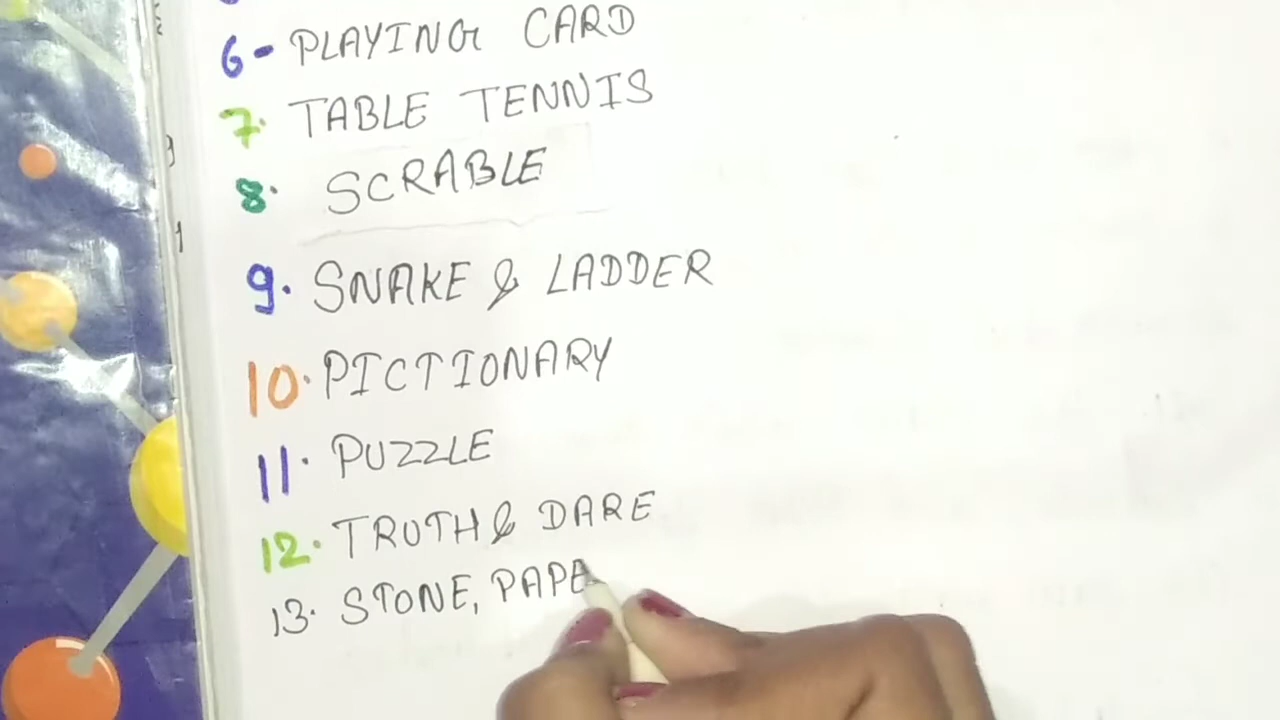 6- PLAYING CARD
7. TABLE TENNIS
8. SCRABLE
9. SNAKE & LADDER
10. PICTIONARY
11. PUZZLE
12. TRUTH & DARE
13. STONE, PAPE